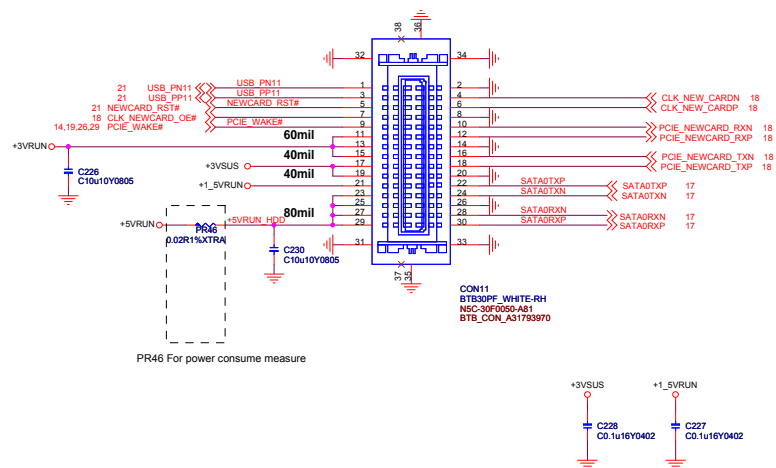 38
36
32
34
21 USB_PN11 USB_PN11 1 2
21 USB_PP11 USB_PP11 3 4 CLK_NEW_CARDN 18
21 NEWCARD_RST# NEWCARD_RST# 5 6 CLK_NEW_CARDP 18
18 CLK_NEWCARD_OE# 7 8
14,19,26,29 PCIE_WAKE# PCIE_WAKE# 9 10 PCIE_NEWCARD_RXN 18
60mil 11 12 PCIE_NEWCARD_RXP 18
+3VRUN 13 14
40mil 15 16 PCIE_NEWCARD_TXN 18
+3VSUS 17 18 PCIE_NEWCARD_TXP 18
40mil 19 20
+1_5VRUN 21 22 SATA0TXP SATA0TXP 17
23 24 SATA0TXN SATA0TXN 17
80mil 25 26
27 28 SATA0RXN SATA0RXN 17
+5VRUN +5VRUN_HDD 29 30 SATA0RXP SATA0RXP 17
C226
C10u10Y0805
PR46
0.02R1%XTRA
31
33
C230
C10u10Y0805
37
35
CON11
BTB30PF_WHITE-RH
N5C-30F0050-A81
BTB_CON_A31793970
PR46 For power consume measure
+3VSUS
+1_5VRUN
C228
C0.1u16Y0402
C227
C0.1u16Y0402